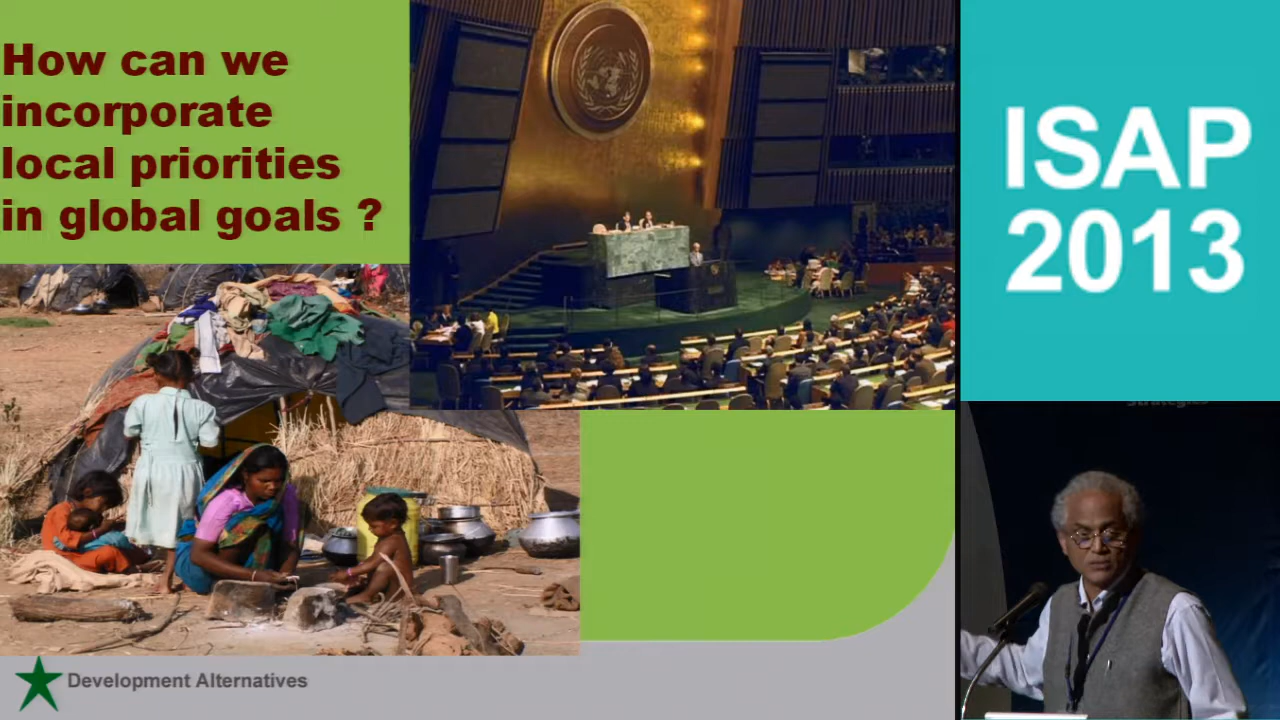 How can we
incorporate
local priorities
in global goals ?
ISAP
2013
Development Alternatives